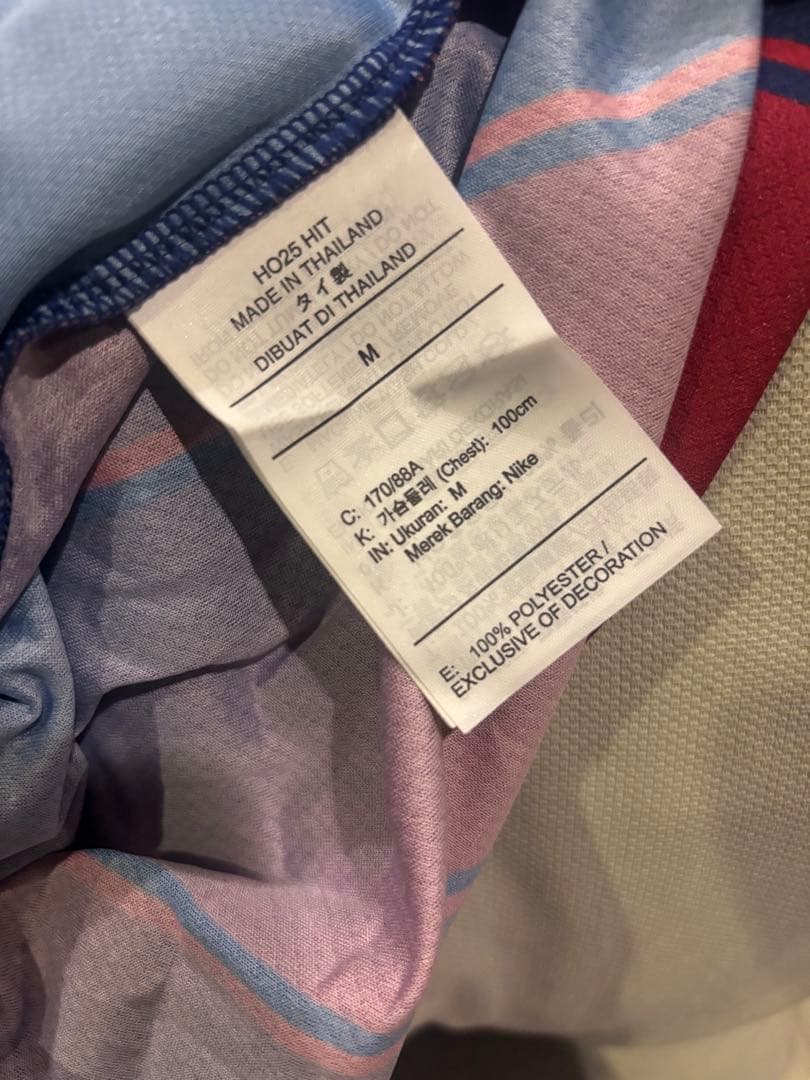 HO25 HIT
MADE IN THAILAND
タイ製
DIBUAT DI THAILAND
M
C: 170/88A
K: 가슴둘레 (Chest): 100cm
IN: Ukuran: M
Merek Barang: Nike
E: 100% POLYESTER /
EXCLUSIVE OF DECORATION